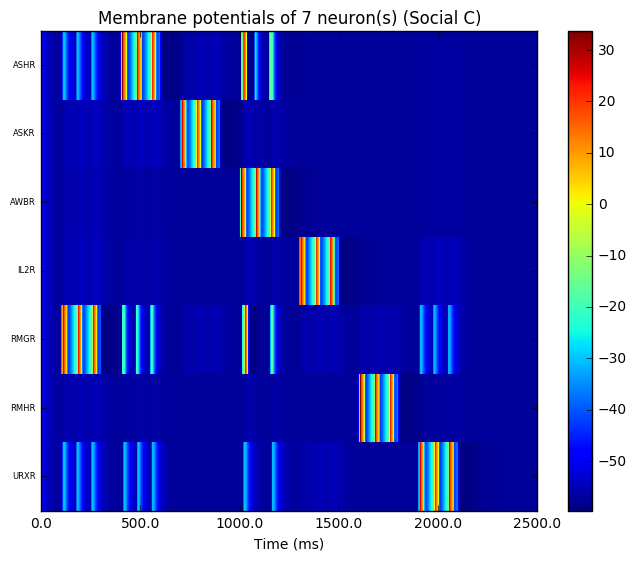 Membrane potentials of 7 neuron(s) (Social C)
ASHR
ASKR
AWBR
IL2R
RMGR
RMHR
URXR
0.0 500.0 1000.0 1500.0 2000.0 2500.0
Time (ms)
30
20
10
0
−10
−20
−30
−40
−50